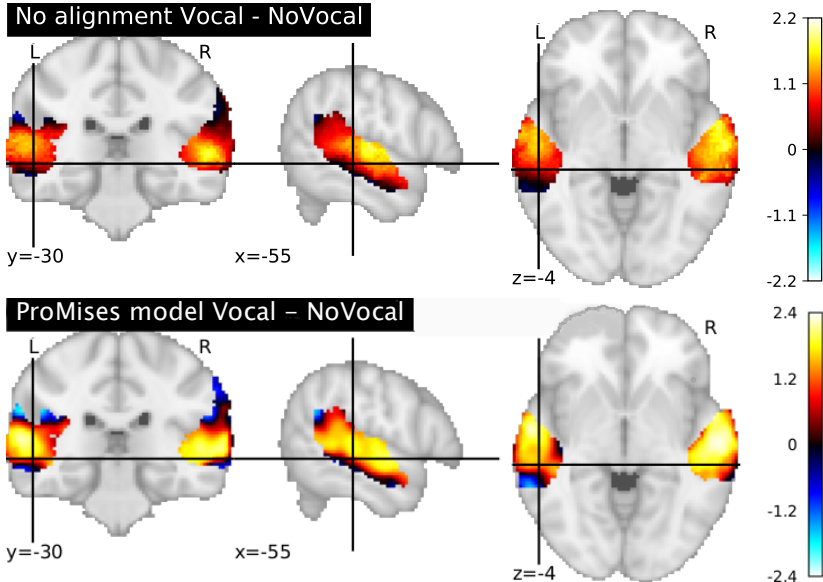 No alignment Vocal - NoVocal
L R
L R
y=-30 x=-55 z=-4
2.2
1.1
0
-1.1
-2.2
ProMises model Vocal – NoVocal
L R
R
y=-30 x=-55 z=-4
2.4
1.2
0
-1.2
-2.4